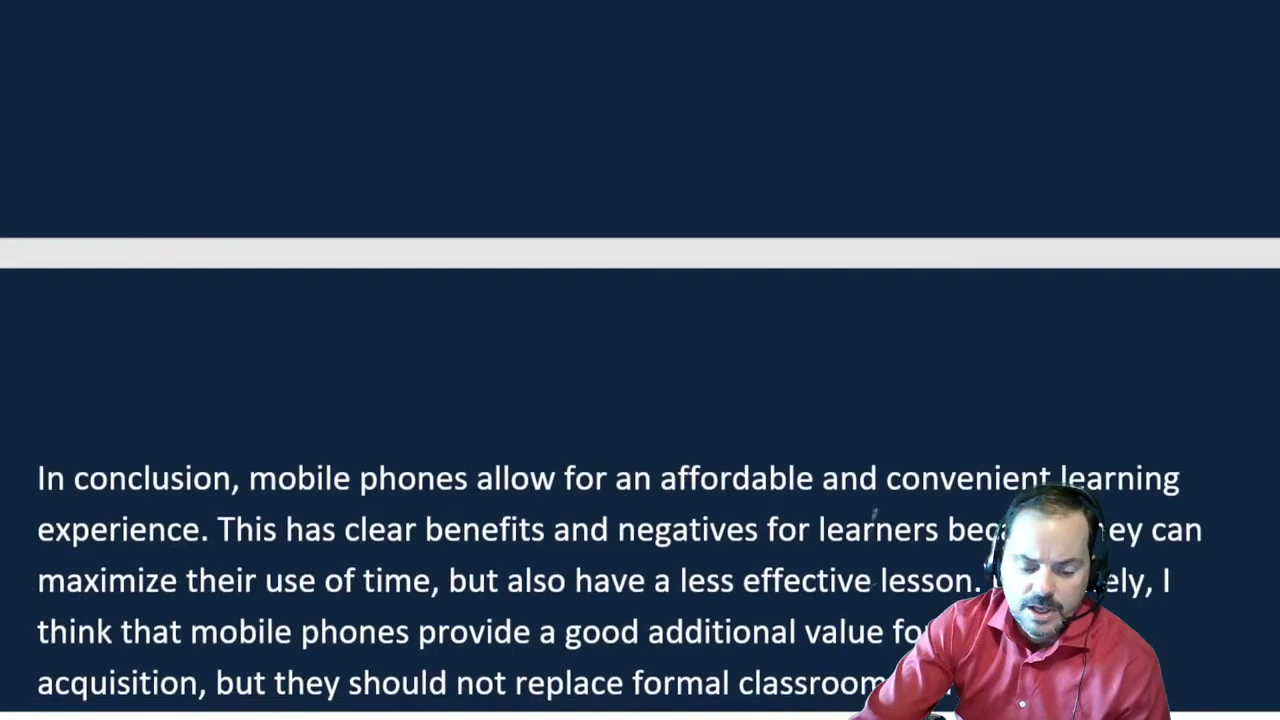 In conclusion, mobile phones allow for an affordable and convenient learning
experience. This has clear benefits and negatives for learners they can
maximize their use of time, but also have a less effective lesson. I
think that mobile phones provide a good additional value
acquisition, but they should not replace formal classroom